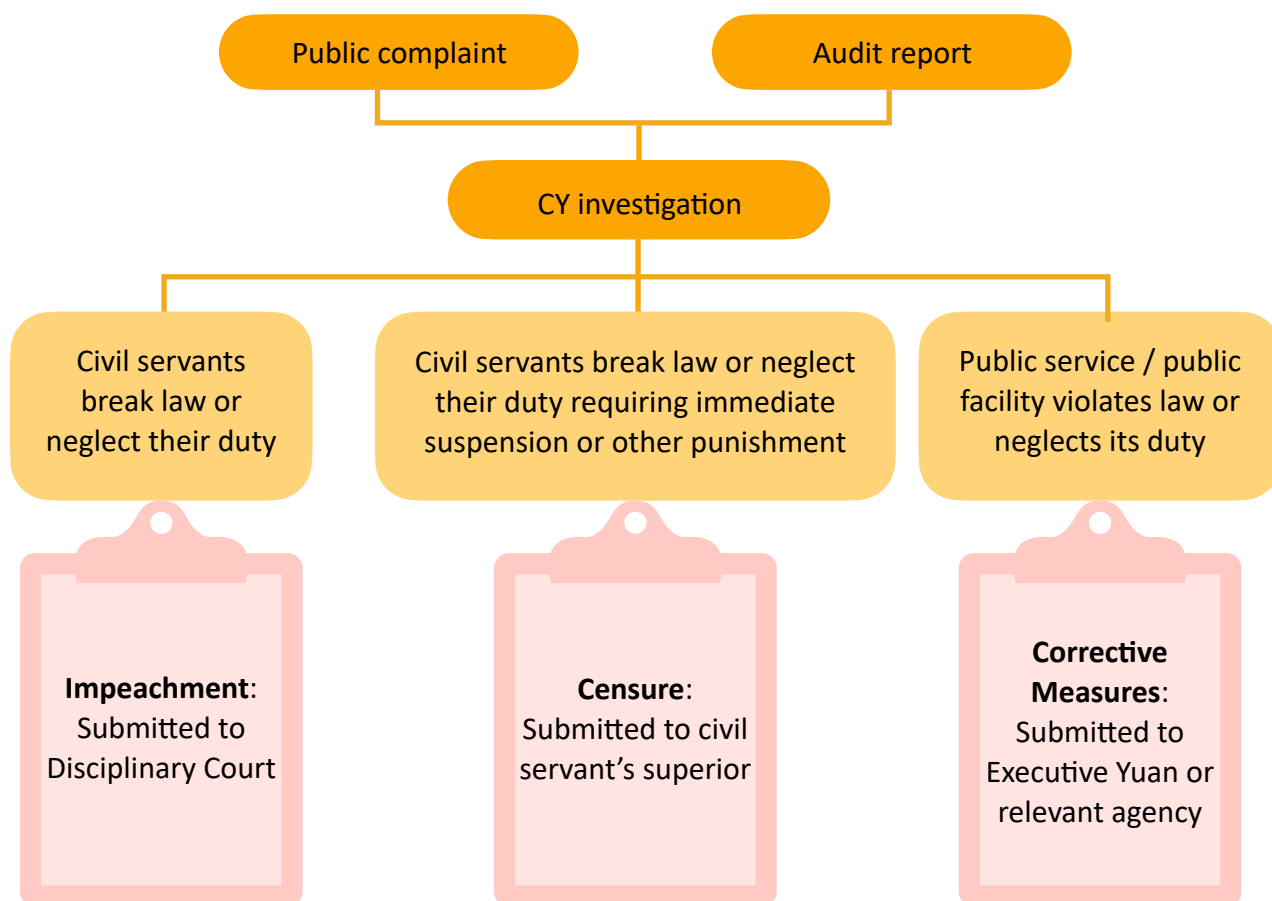 Public complaint
Audit report
CY investigation
Civil servants
break law or
neglect their duty
Civil servants break law or neglect
their duty requiring immediate
suspension or other punishment
Public service / public
facility violates law or
neglects its duty
Impeachment:
Submitted to
Disciplinary Court
Censure:
Submitted to civil
servant’s superior
Corrective
Measures:
Submitted to
Executive Yuan or
relevant agency